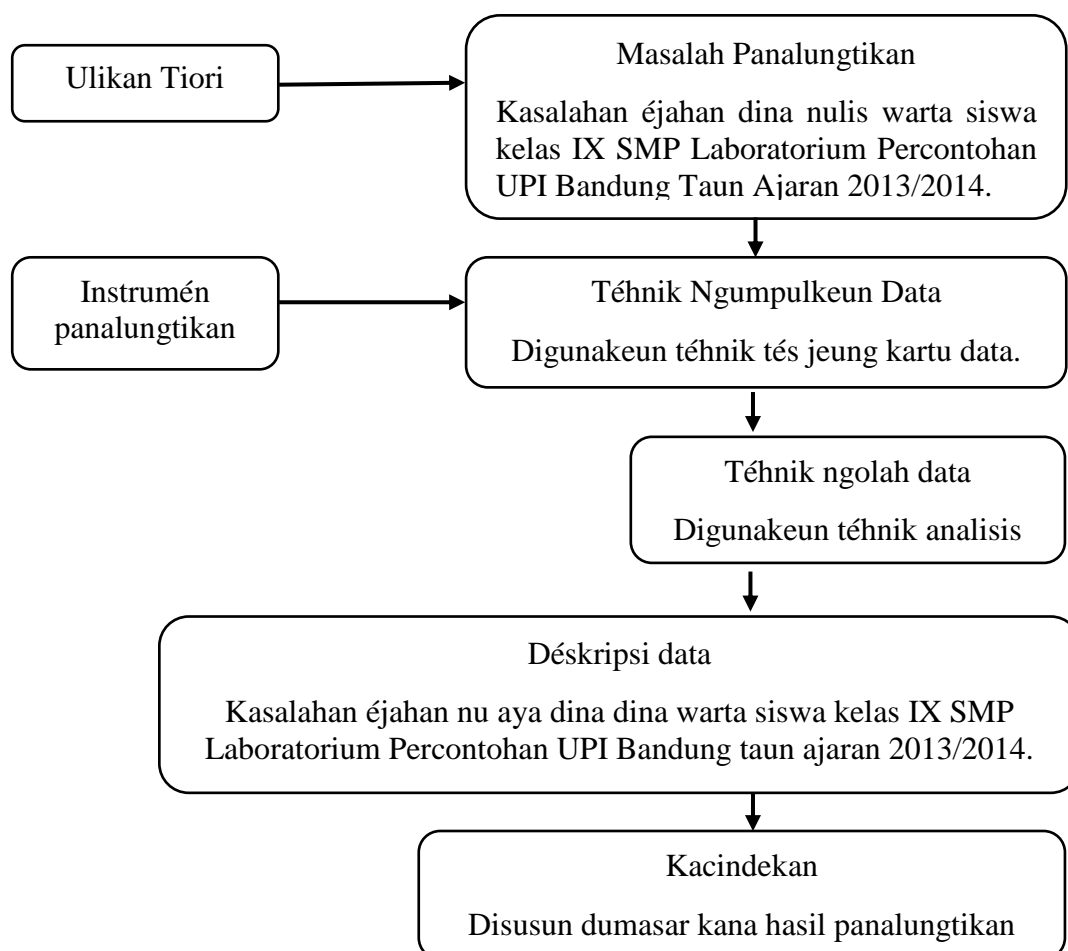 Ulikan Tiori
Masalah Panalungtikan
Kasalahan éjahan dina nulis warta siswa
kelas IX SMP Laboratorium Percontohan
UPI Bandung Taun Ajaran 2013/2014.
Instrumén
panalungtikan
Téhnik Ngumpulkeun Data
Digunakeun téhnik tés jeung kartu data.
Téhnik ngolah data
Digunakeun téhnik analisis
Déskripsi data
Kasalahan éjahan nu aya dina dina warta siswa kelas IX SMP
Laboratorium Percontohan UPI Bandung taun ajaran 2013/2014.
Kacindekan
Disusun dumasar kana hasil panalungtikan